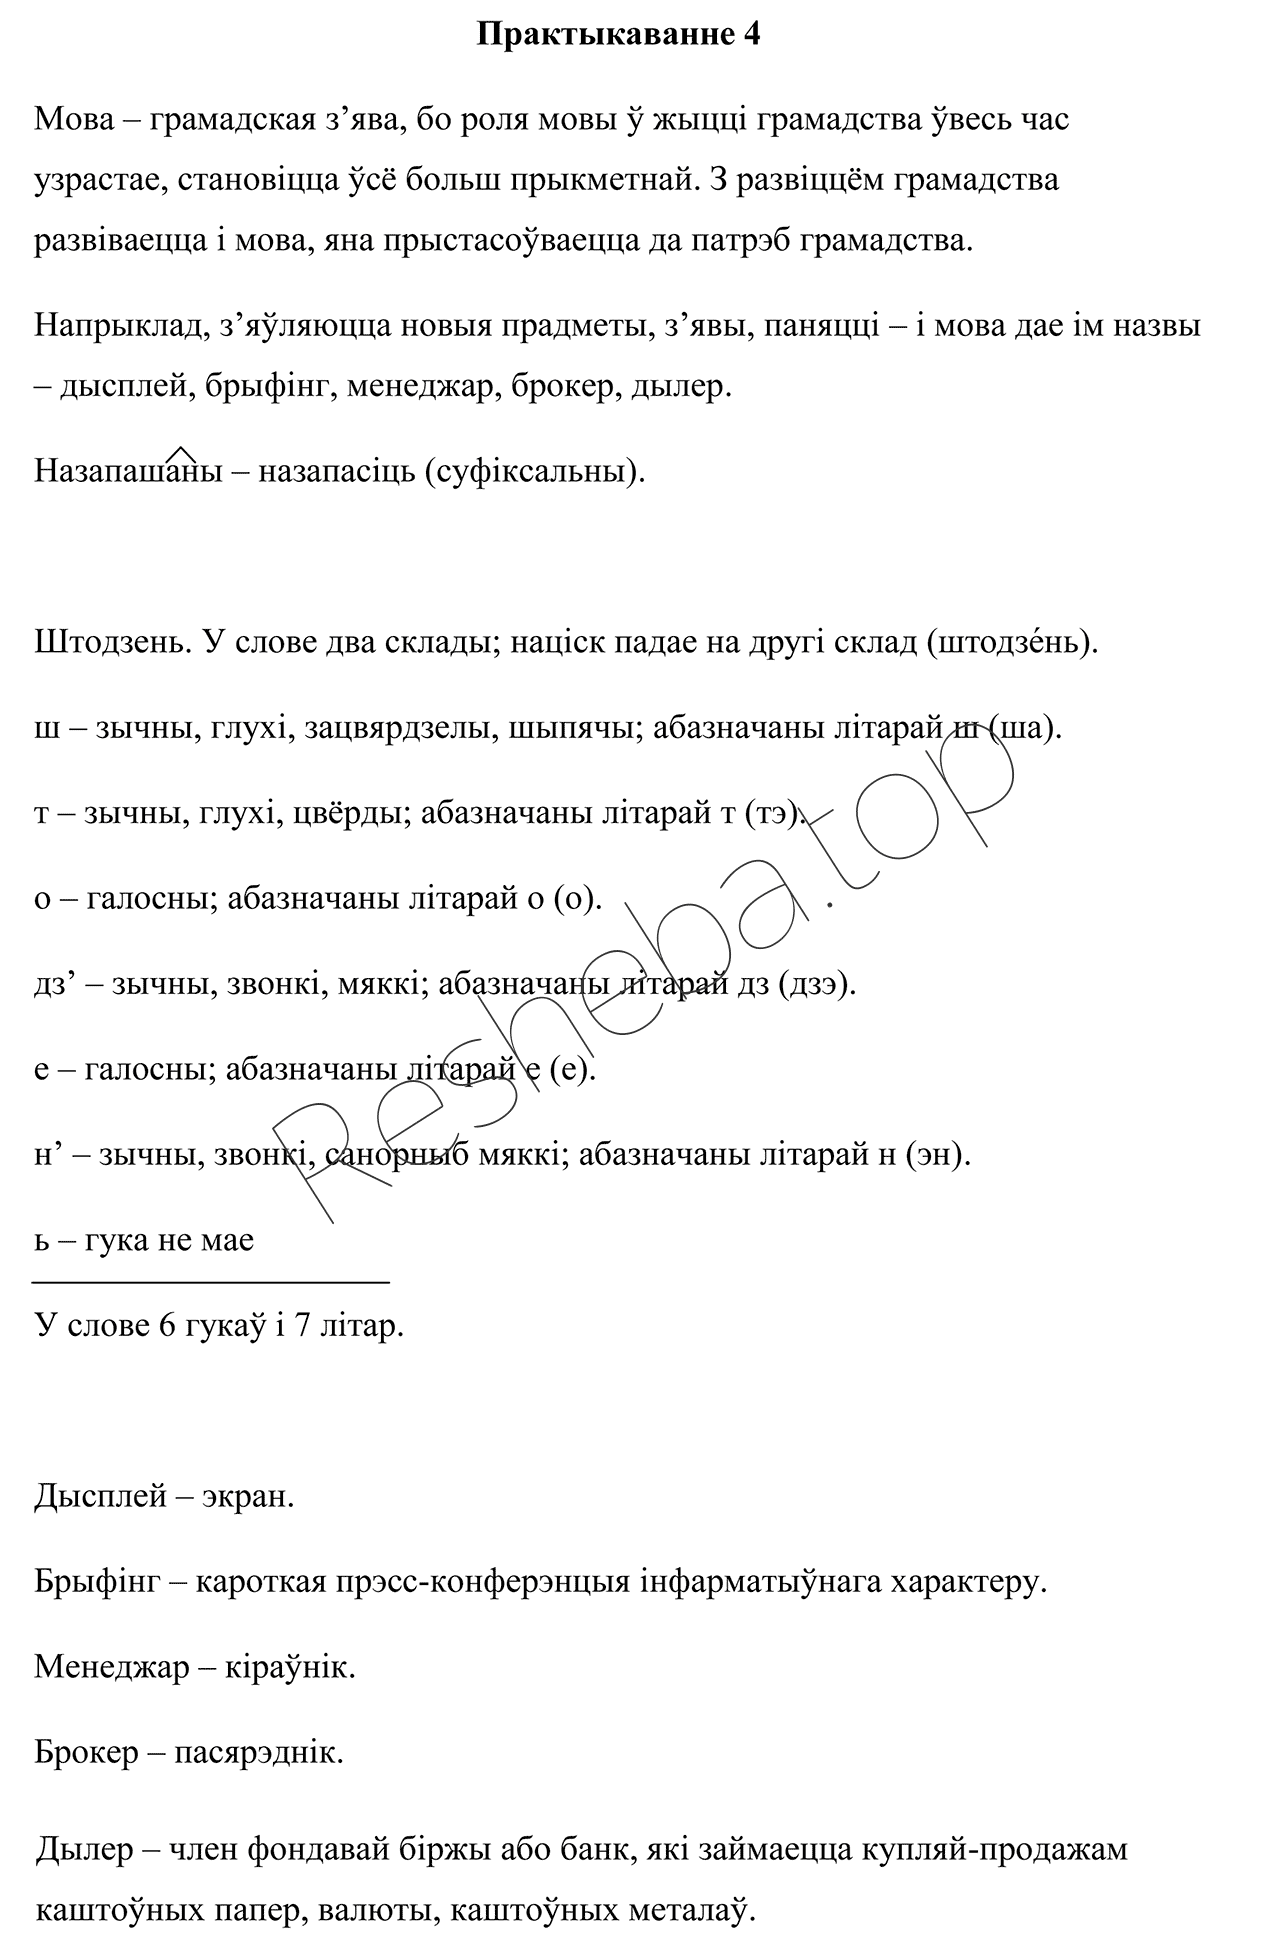 Практыкаванне 4
Мова – грамадская з’ява, бо роля мовы ў жыцці грамадства ўвесь час
узрастае, становіцца ўсё больш прыкметнай. З развіццём грамадства
развіваецца і мова, яна прыстасоўваецца да патрэб грамадства.
Напрыклад, з’яўляюцца новыя прадметы, з’явы, паняцці – і мова дае ім назвы
– дысплей, брыфінг, менеджар, брокер, дылер.
Назапашаны – назапасіць (суфіксальны).
Штодзень. У слове два склады; націск падае на другі склад (штодзе́нь).
ш – зычны, глухі, зацвярдзелы, шыпячы; абазначаны літарай ш (ша).
т – зычны, глухі, цвёрды; абазначаны літарай т (тэ).
о – галосны; абазначаны літарай о (о).
дз’ – зычны, звонкі, мяккі; абазначаны літарай дз (дзэ).
е – галосны; абазначаны літарай е (е).
н’ – зычны, звонкі, санорныб мяккі; абазначаны літарай н (эн).
ь – гука не мае
У слове 6 гукаў і 7 літар.
Дысплей – экран.
Брыфінг – кароткая прэсс-конферэнцыя інфарматыўнага характеру.
Менеджар – кіраўнік.
Брокер – пасярэднік.
Дылер – член фондавай біржы або банк, які займаецца купляй-продажам
каштоўных папер, валюты, каштоўных металаў.
Resheba.top